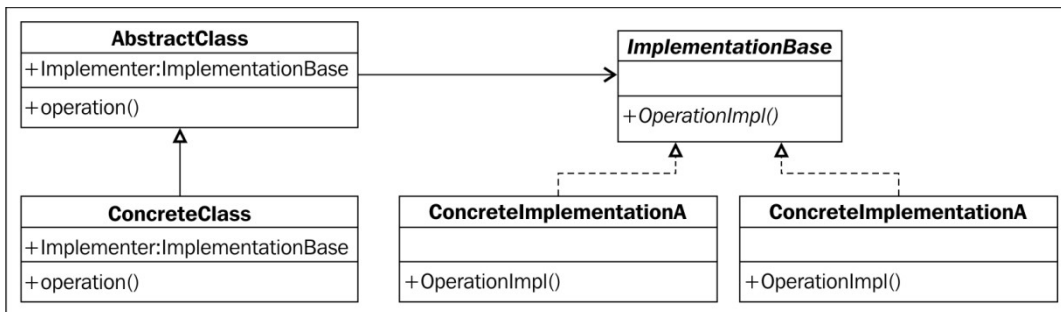 AbstractClass
+Implementer:ImplementationBase
+operation()
ImplementationBase
+OperationImpl()
ConcreteClass
+Implementer:ImplementationBase
+operation()
ConcreteImplementationA
+OperationImpl()
ConcreteImplementationA
+OperationImpl()